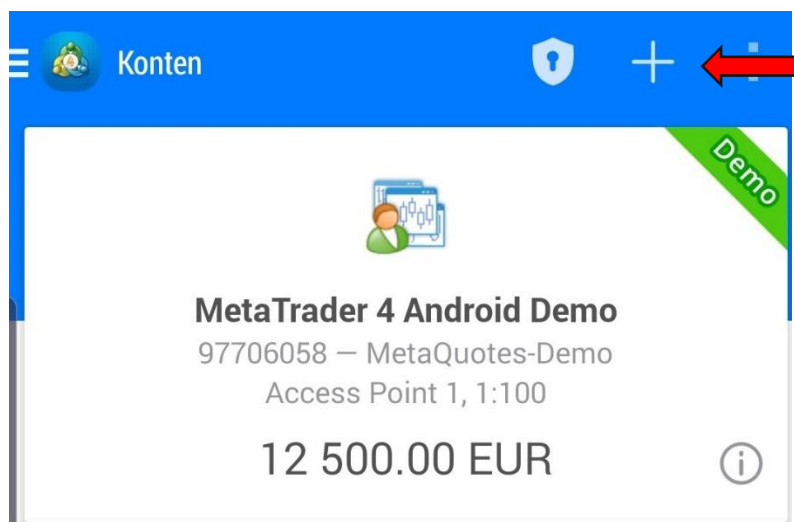 Konten
Demo
MetaTrader 4 Android Demo
97706058 — MetaQuotes-Demo
Access Point 1, 1:100
12 500.00 EUR